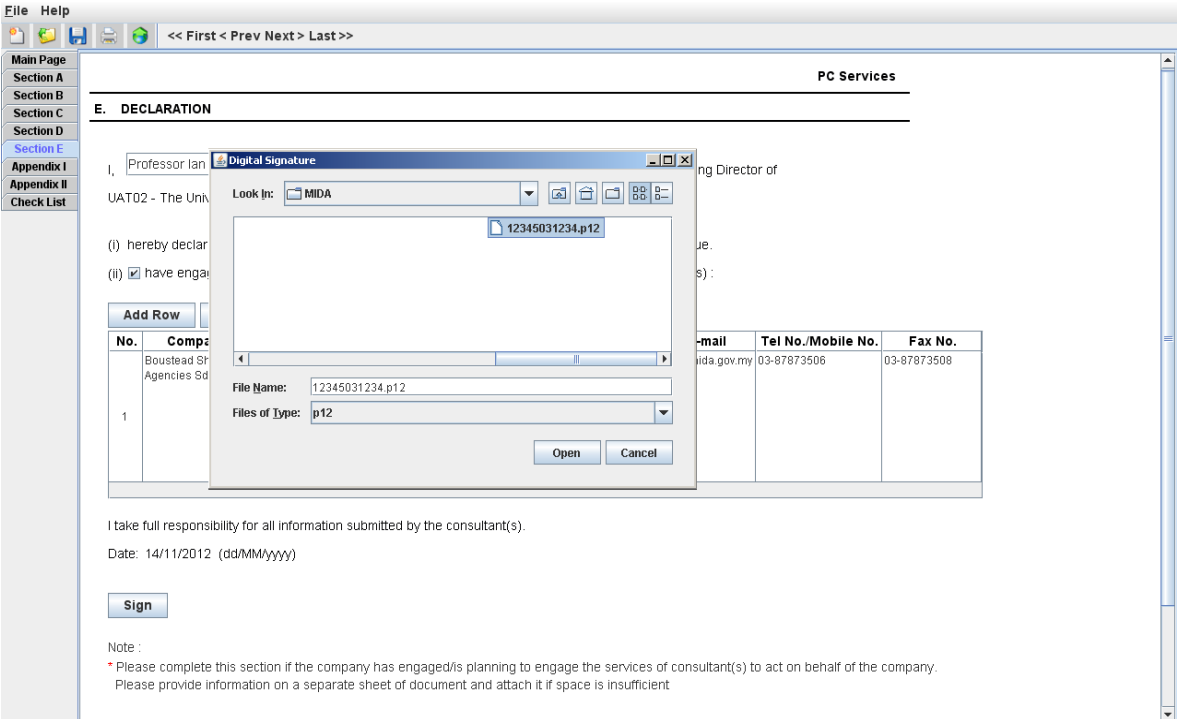 File Help
<< First < Prev Next > Last >>
Main Page
Section A
Section B
Section C
Section D
Section E
Appendix I
Appendix II
Check List
PC Services
E. DECLARATION
I, Professor Ian
ng Director of
UAT02 - The Univ
(i) hereby declar
ue.
(ii) have engag
s) :
Add Row
No. Compa -mail Tel No./Mobile No. Fax No.
1 Boustead Sh ida.gov.my 03-87873506 03-87873508
Agencies Sd
Digital Signature
Look In: MIDA
12345031234.p12
File Name: 12345031234.p12
Files of Type: p12
Open Cancel
I take full responsibility for all information submitted by the consultant(s).
Date: 14/11/2012 (dd/MM/yyyy)
Sign
Note :
* Please complete this section if the company has engaged/is planning to engage the services of consultant(s) to act on behalf of the company.
Please provide information on a separate sheet of document and attach it if space is insufficient